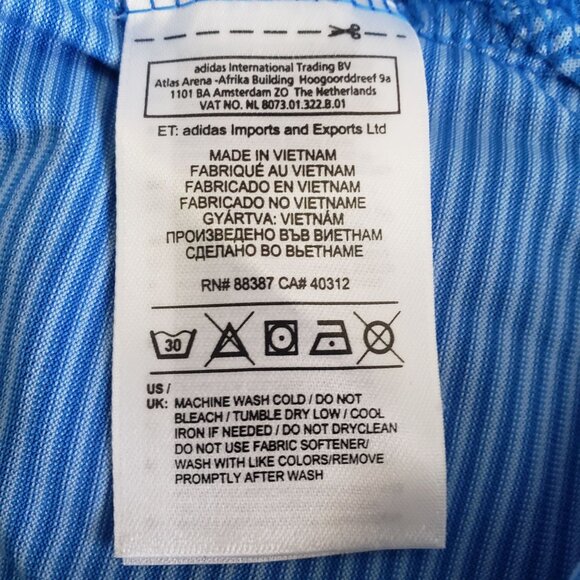 adidas International Trading BV
Atlas Arena -Afrika Building Hoogoorddreef 9a
1101 BA Amsterdam ZO The Netherlands
VAT NO. NL 8073.01.322.B.01
ET: adidas Imports and Exports Ltd
MADE IN VIETNAM
FABRIQUÉ AU VIETNAM
FABRICADO EN VIETNAM
FABRICADO NO VIETNAME
GYÁRTVA: VIETNÁM
ПРОИЗВЕДЕНО ВЪВ ВИЕТНАМ
СДЕЛАНО ВО ВЬЕТНАМЕ
RN# 88387 CA# 40312
30
US /
UK: MACHINE WASH COLD / DO NOT
BLEACH / TUMBLE DRY LOW / COOL
IRON IF NEEDED / DO NOT DRYCLEAN
DO NOT USE FABRIC SOFTENER/
WASH WITH LIKE COLORS/REMOVE
PROMPTLY AFTER WASH